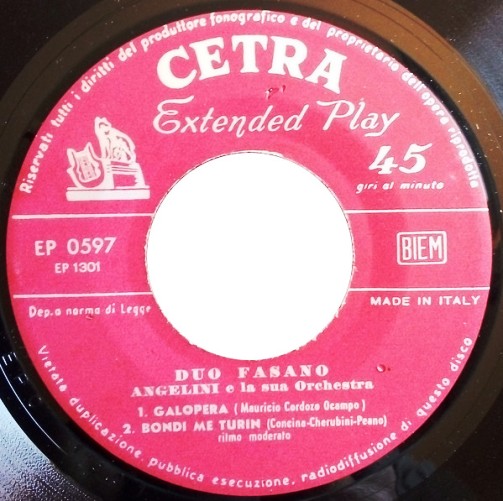 Riservati tutti i diritti del produttore fonografico e del proprietario dell'opera riprodotta
CETRA
Extended Play
45
giri al minuto
EP 0597
EP 1301
BIEM
Dep. a norma di Legge
MADE IN ITALY
DUO FASANO
ANGELINI e la sua Orchestra
1. GALOPERA (Mauricio Cardozo Ocampo)
2. BONDI ME TURIN (Concina-Cherubini-Peano)
ritmo moderato
Vietate duplicazione, pubblica esecuzione, radiodiffusione di questo disco